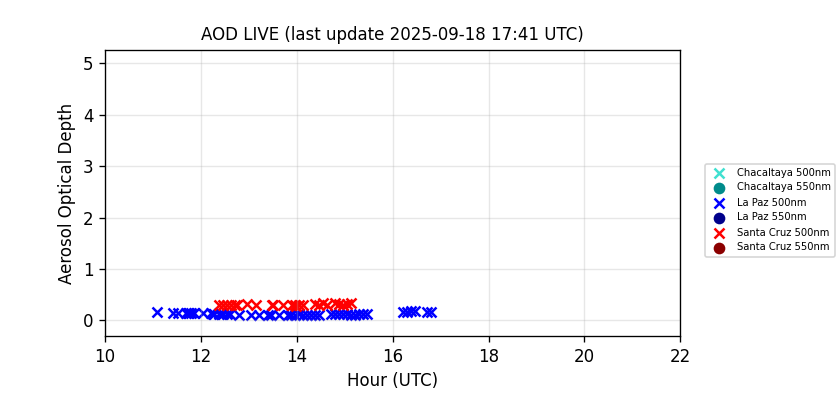 AOD LIVE (last update 2025-09-18 17:41 UTC)
Aerosol Optical Depth
5
4
3
2
1
0
10 12 14 16 18 20 22
Hour (UTC)
Chacaltaya 500nm
Chacaltaya 550nm
La Paz 500nm
La Paz 550nm
Santa Cruz 500nm
Santa Cruz 550nm